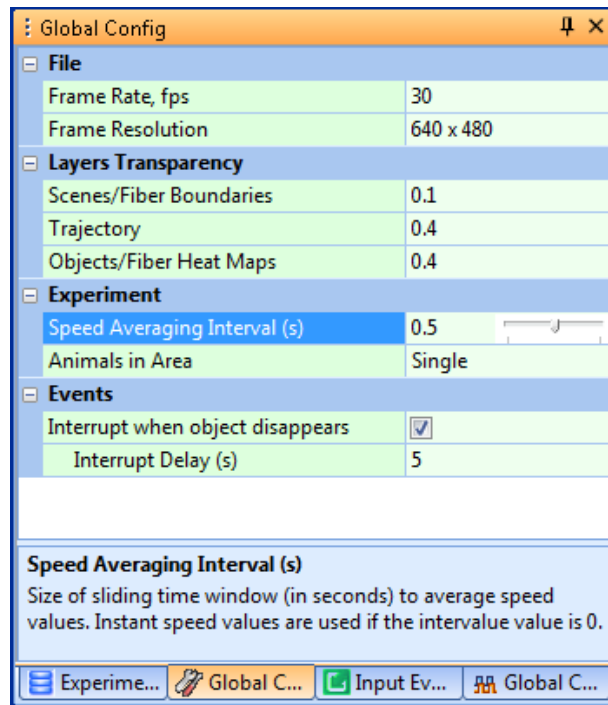 Global Config
File
Frame Rate, fps 30
Frame Resolution 640 x 480
Layers Transparency
Scenes/Fiber Boundaries 0.1
Trajectory 0.4
Objects/Fiber Heat Maps 0.4
Experiment
Speed Averaging Interval (s) 0.5
Animals in Area Single
Events
Interrupt when object disappears
Interrupt Delay (s) 5
Speed Averaging Interval (s)
Size of sliding time window (in seconds) to average speed
values. Instant speed values are used if the intervalue value is 0.
Experime... Global C... Input Ev... Global C...